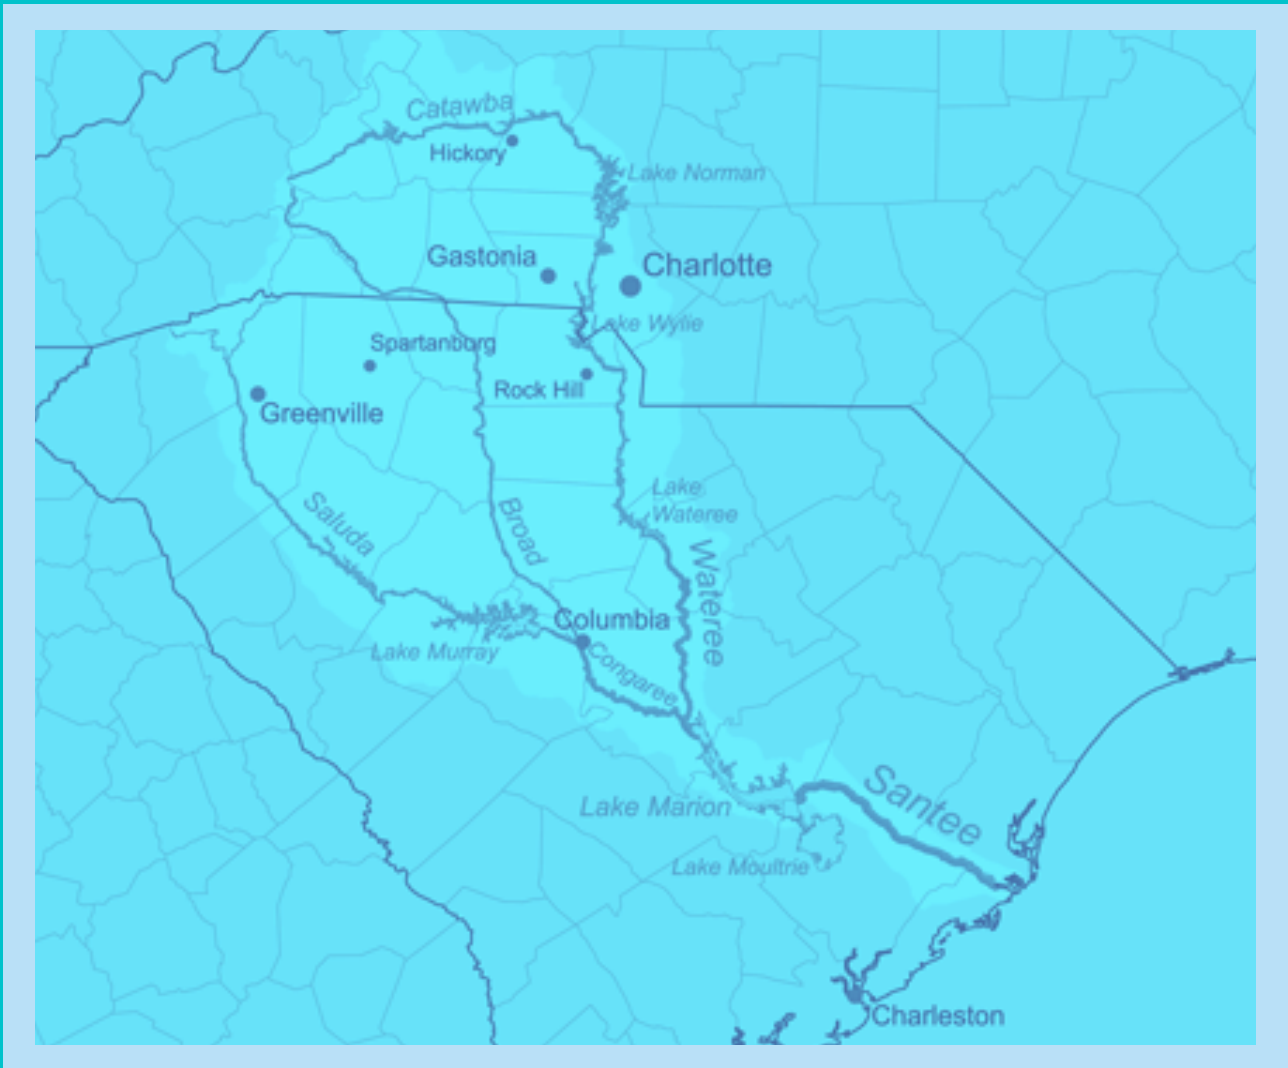 Catawba
Hickory
Lake Norman
Gastonia
Charlotte
Lake Wylie
Spartanburg
Rock Hill
Greenville
Lake
Wateree
Saluda
Broad
Wateree
Columbia
Lake Murray
Congaree
Santee
Lake Marion
Lake Moultrie
Charleston